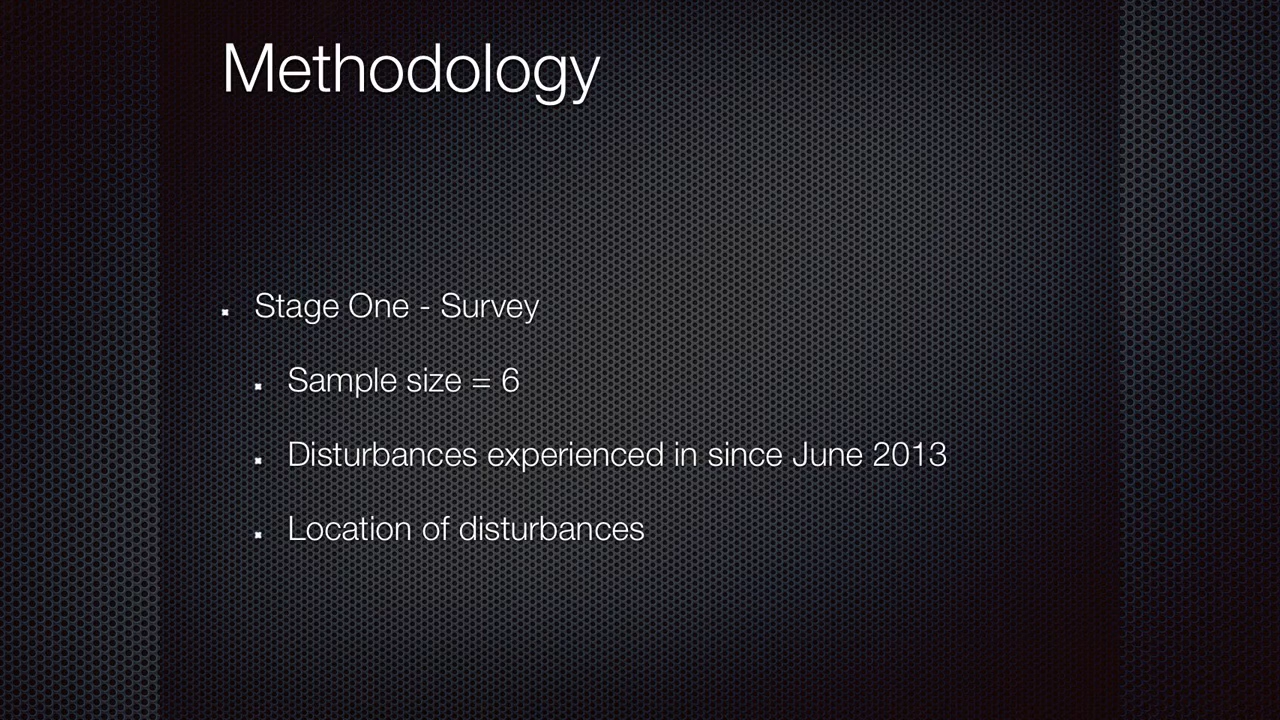 Methodology
Stage One - Survey
Sample size = 6
Disturbances experienced in since June 2013
Location of disturbances